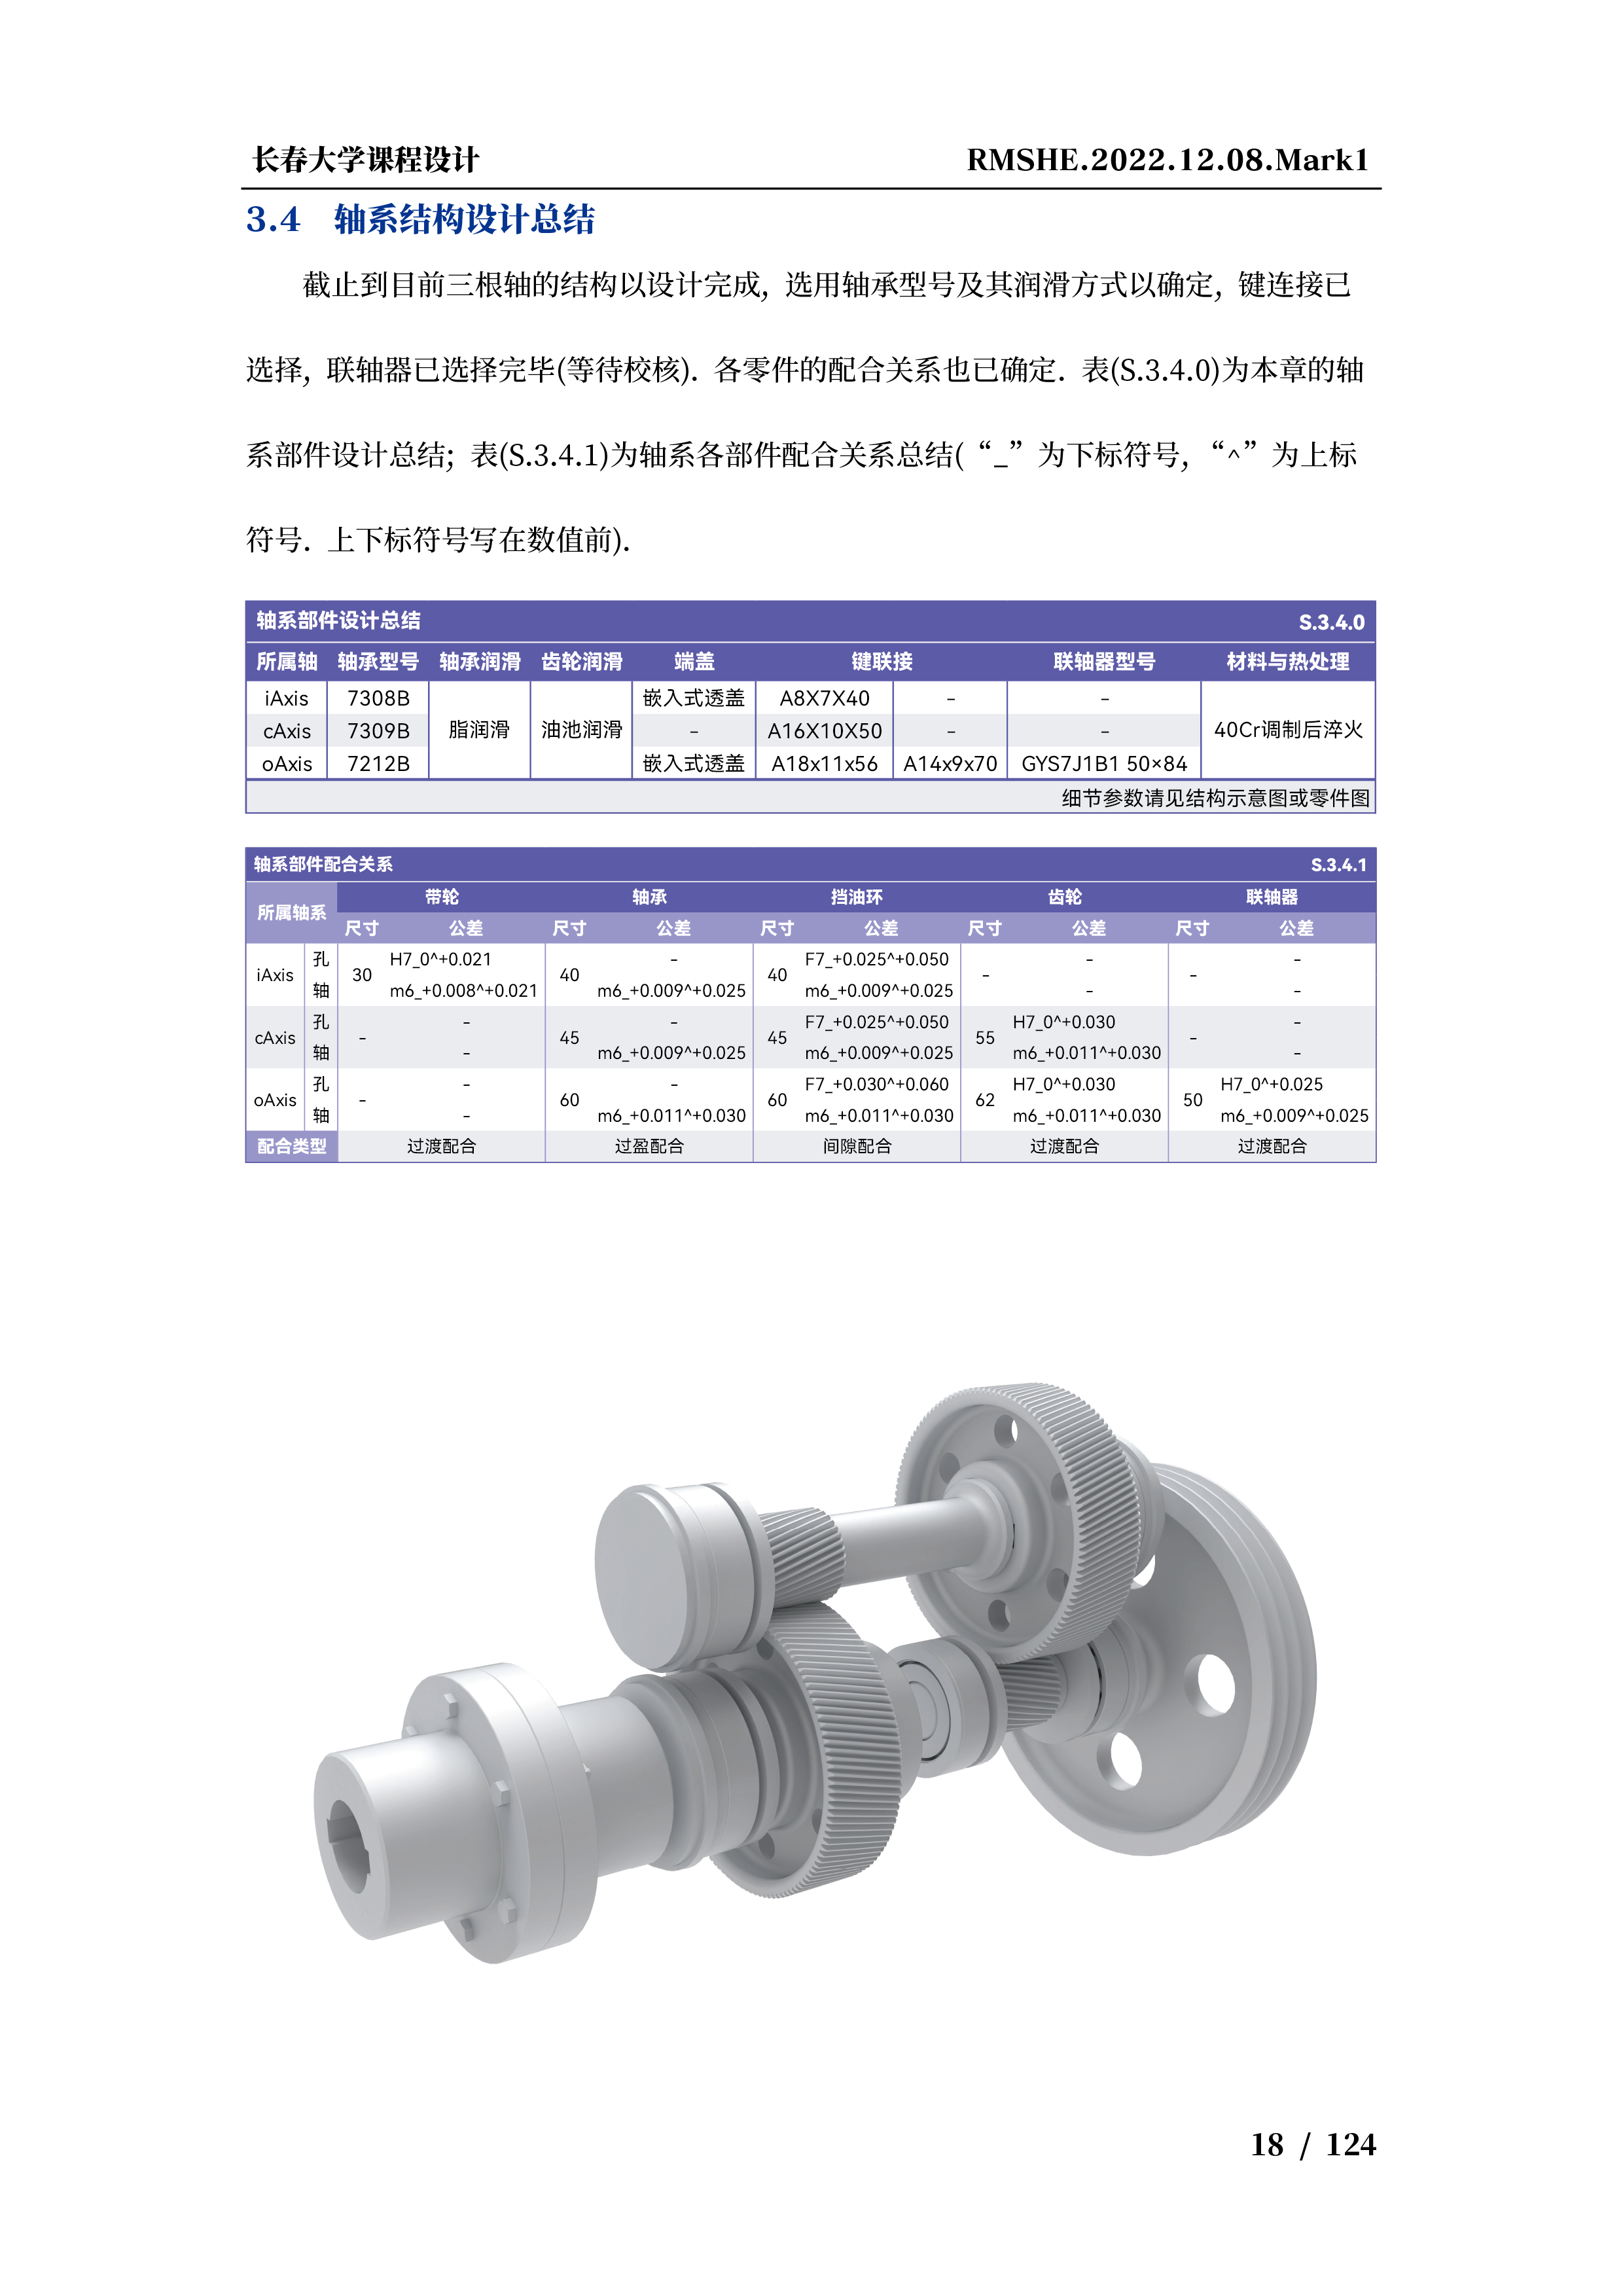 长春大学课程设计 RMSHE.2022.12.08.Mark1
3.4 轴系结构设计总结
截止到目前三根轴的结构以设计完成, 选用轴承型号及其润滑方式以确定, 键连接已
选择, 联轴器已选择完毕(等待校核). 各零件的配合关系也已确定. 表(S.3.4.0)为本章的轴
系部件设计总结; 表(S.3.4.1)为轴系各部件配合关系总结( “_” 为下标符号, “^” 为上标
符号. 上下标符号写在数值前).
轴系部件设计总结 S.3.4.0
所属轴 轴承型号 轴承润滑 齿轮润滑 端盖 键联接 联轴器型号 材料与热处理
iAxis 7308B 嵌入式透盖 A8X7X40 - -
cAxis 7309B 脂润滑 油池润滑 - A16X10X50 - - 40Cr调制后淬火
oAxis 7212B 嵌入式透盖 A18x11x56 A14x9x70 GYS7J1B1 50×84
细节参数请见结构示意图或零件图
轴系部件配合关系 S.3.4.1
所属轴系 带轮 轴承 挡油环 齿轮 联轴器
尺寸 公差 尺寸 公差 尺寸 公差 尺寸 公差 尺寸 公差
iAxis 孔 30 H7_0^+0.021 40 - 40 F7_+0.025^+0.050 - - - -
轴 m6_+0.008^+0.021 m6_+0.009^+0.025 m6_+0.009^+0.025 - -
cAxis 孔 - - 45 - 45 F7_+0.025^+0.050 55 H7_0^+0.030 - -
轴 - m6_+0.009^+0.025 m6_+0.009^+0.025 m6_+0.011^+0.030 -
oAxis 孔 - - 60 - 60 F7_+0.030^+0.060 62 H7_0^+0.030 50 H7_0^+0.025
轴 - m6_+0.011^+0.030 m6_+0.011^+0.030 m6_+0.011^+0.030 m6_+0.009^+0.025
配合类型 过渡配合 过盈配合 间隙配合 过渡配合 过渡配合
18 / 124